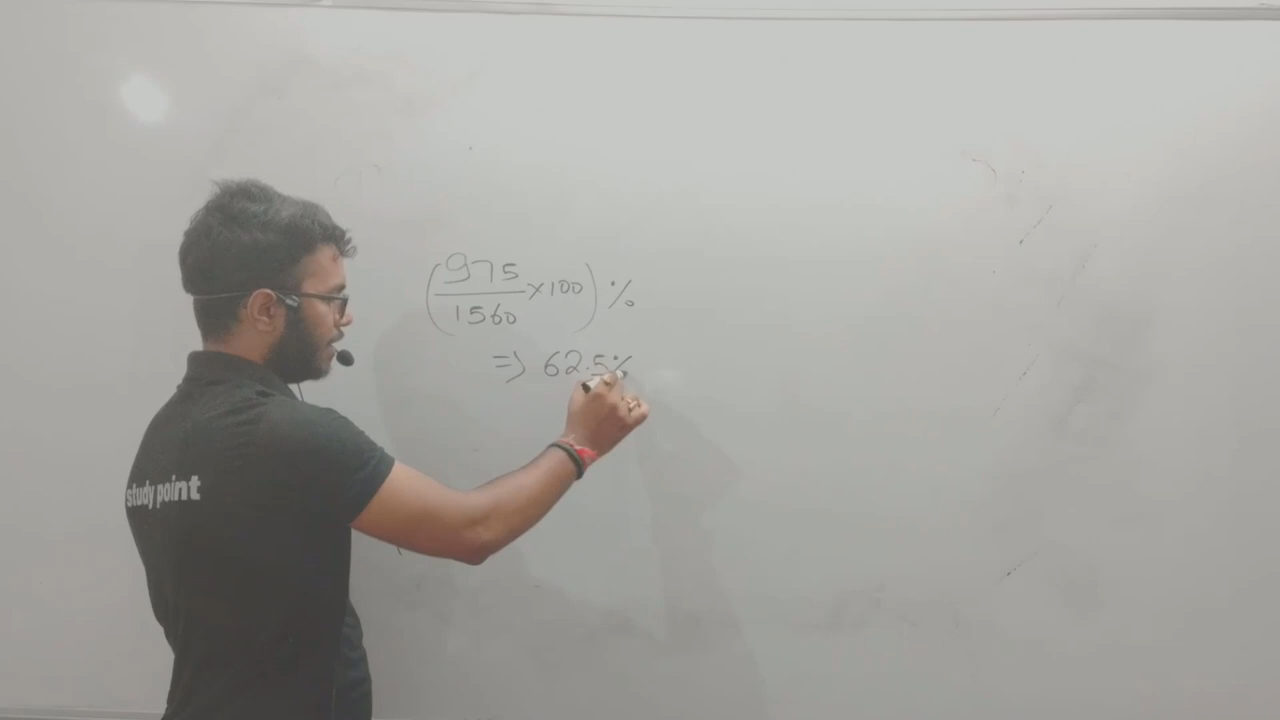 (975/1560 ×100) %
=> 62.5%
study point